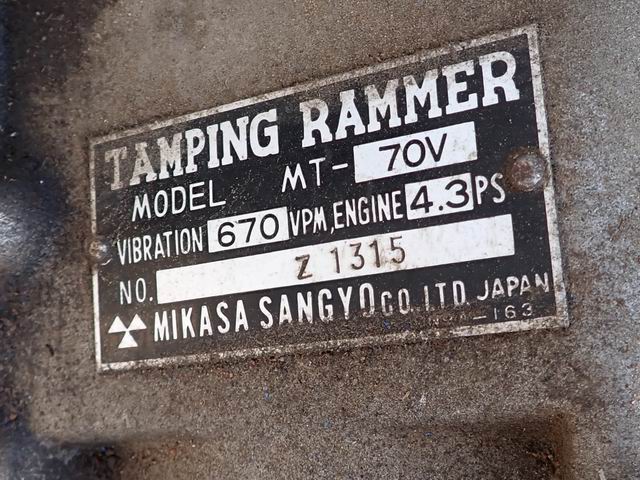 TAMPING RAMMER
MODEL MT- 70V
VIBRATION 670 VPM, ENGINE 4.3 PS
NO. Z 1315
MIKASA SANGYO CO. LTD. JAPAN
-163